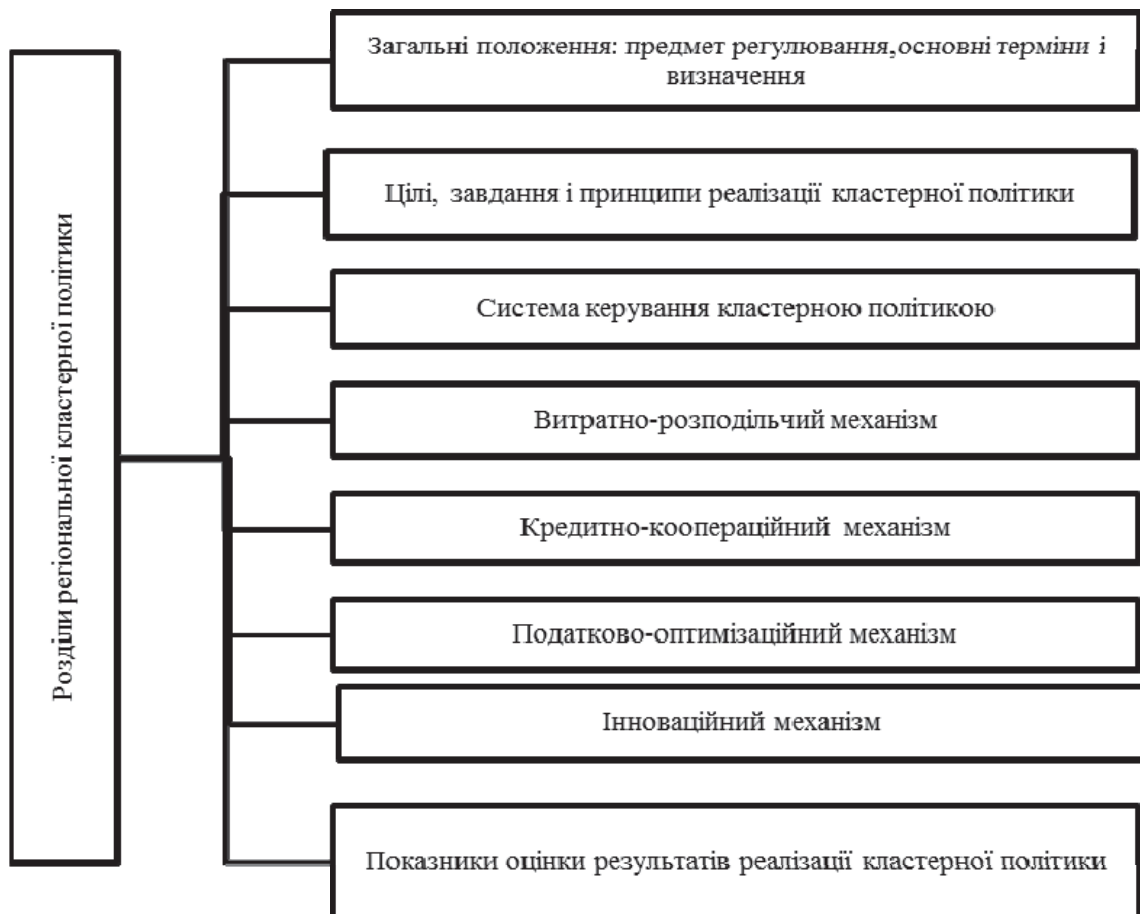 Розділи регіональної кластерної політики
Загальні положення: предмет регулювання,основні терміни і
визначення
Цілі, завдання і принципи реалізації кластерної політики
Система керування кластерною політикою
Витратно-розподільчий механізм
Кредитно-коопераційний механізм
Податково-оптимізаційний механізм
Інноваційний механізм
Показники оцінки результатів реалізації кластерної політики